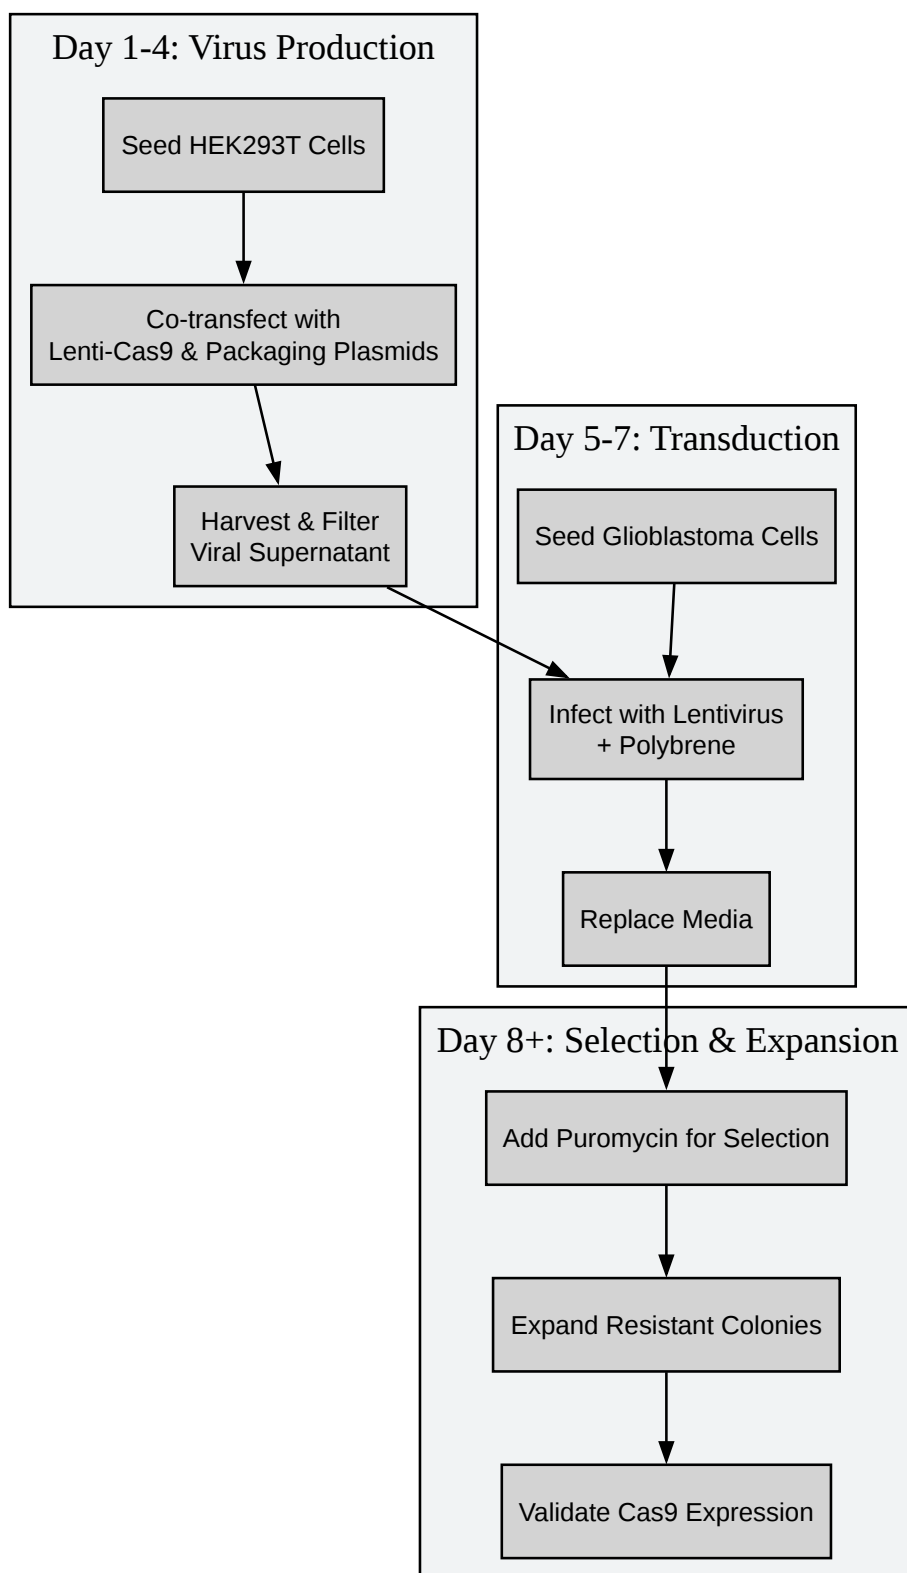 Day 1-4: Virus Production
Seed HEK293T Cells
Co-transfect with
Lenti-Cas9 & Packaging Plasmids
Harvest & Filter
Viral Supernatant
Day 5-7: Transduction
Seed Glioblastoma Cells
Infect with Lentivirus
+ Polybrene
Replace Media
Day 8+: Selection & Expansion
Add Puromycin for Selection
Expand Resistant Colonies
Validate Cas9 Expression